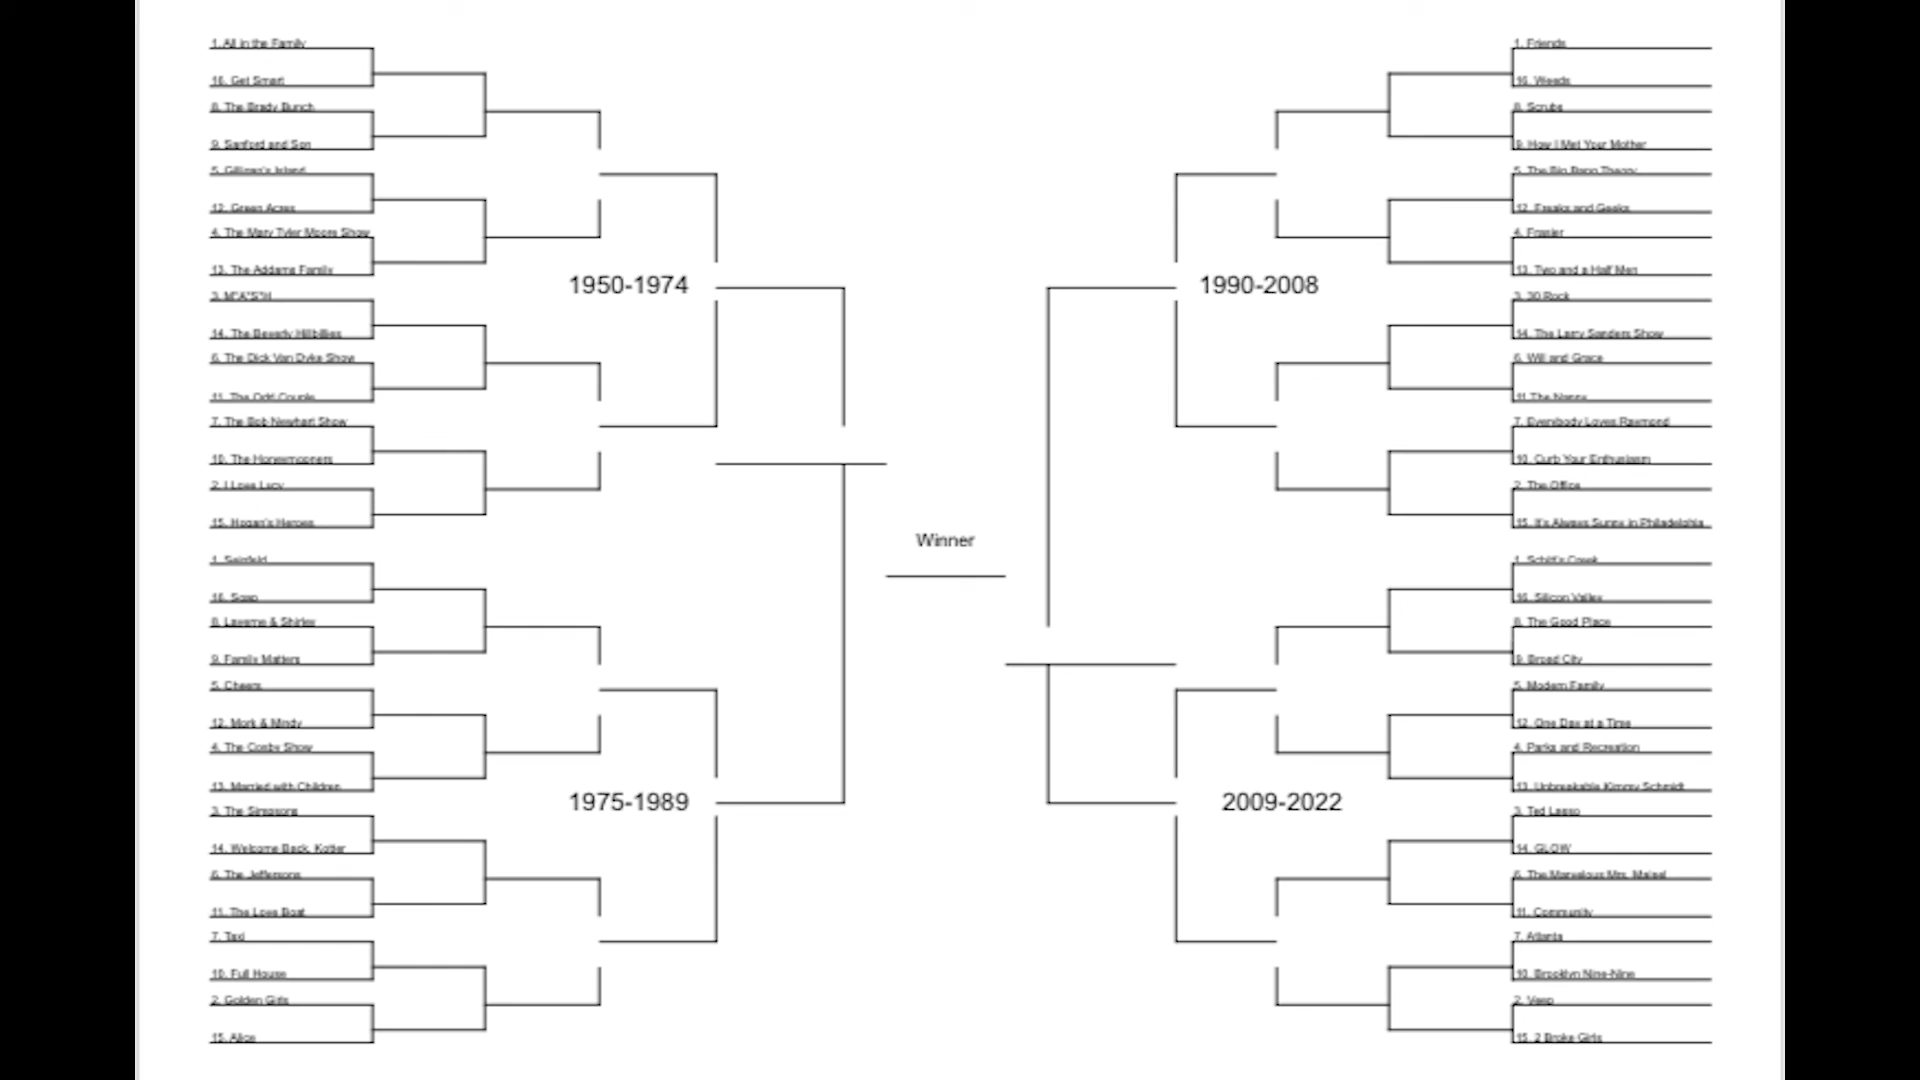 1. All in the Family
16. Get Smart
8. The Brady Bunch
9. Sanford and Son
5. Gilligan's Island
12. Green Acres
4. The Mary Tyler Moore Show
13. The Addams Family
3. M*A*S*H
14. The Beverly Hillbillies
6. The Dick Van Dyke Show
11. The Odd Couple
7. The Bob Newhart Show
10. The Honeymooners
2. I Love Lucy
15. Hogan's Heroes
1950-1974
1. Seinfeld
16. Soap
8. Laverne & Shirley
9. Family Matters
5. Cheers
12. Mork & Mindy
4. The Cosby Show
13. Married with Children
3. The Simpsons
14. Welcome Back, Kotter
6. The Jeffersons
11. The Love Boat
7. Taxi
10. Full House
2. Golden Girls
15. Alice
1975-1989
Winner
1. Friends
16. Weeds
8. Scrubs
9. How I Met Your Mother
5. The Big Bang Theory
12. Freaks and Geeks
4. Frasier
13. Two and a Half Men
3. 30 Rock
14. The Larry Sanders Show
6. Will and Grace
11 The Nanny
7. Everybody Loves Raymond
10. Curb Your Enthusiasm
2. The Office
15. It's Always Sunny in Philadelphia
1990-2008
1. Schitt's Creek
16. Silicon Valley
8. The Good Place
9. Broad City
5. Modern Family
12. One Day at a Time
4. Parks and Recreation
13. Unbreakable Kimmy Schmidt
3. Ted Lasso
14. GLOW
6. The Marvelous Mrs. Maisel
11. Community
7. Atlanta
10. Brooklyn Nine-Nine
2. Veep
15. 2 Broke Girls
2009-2022